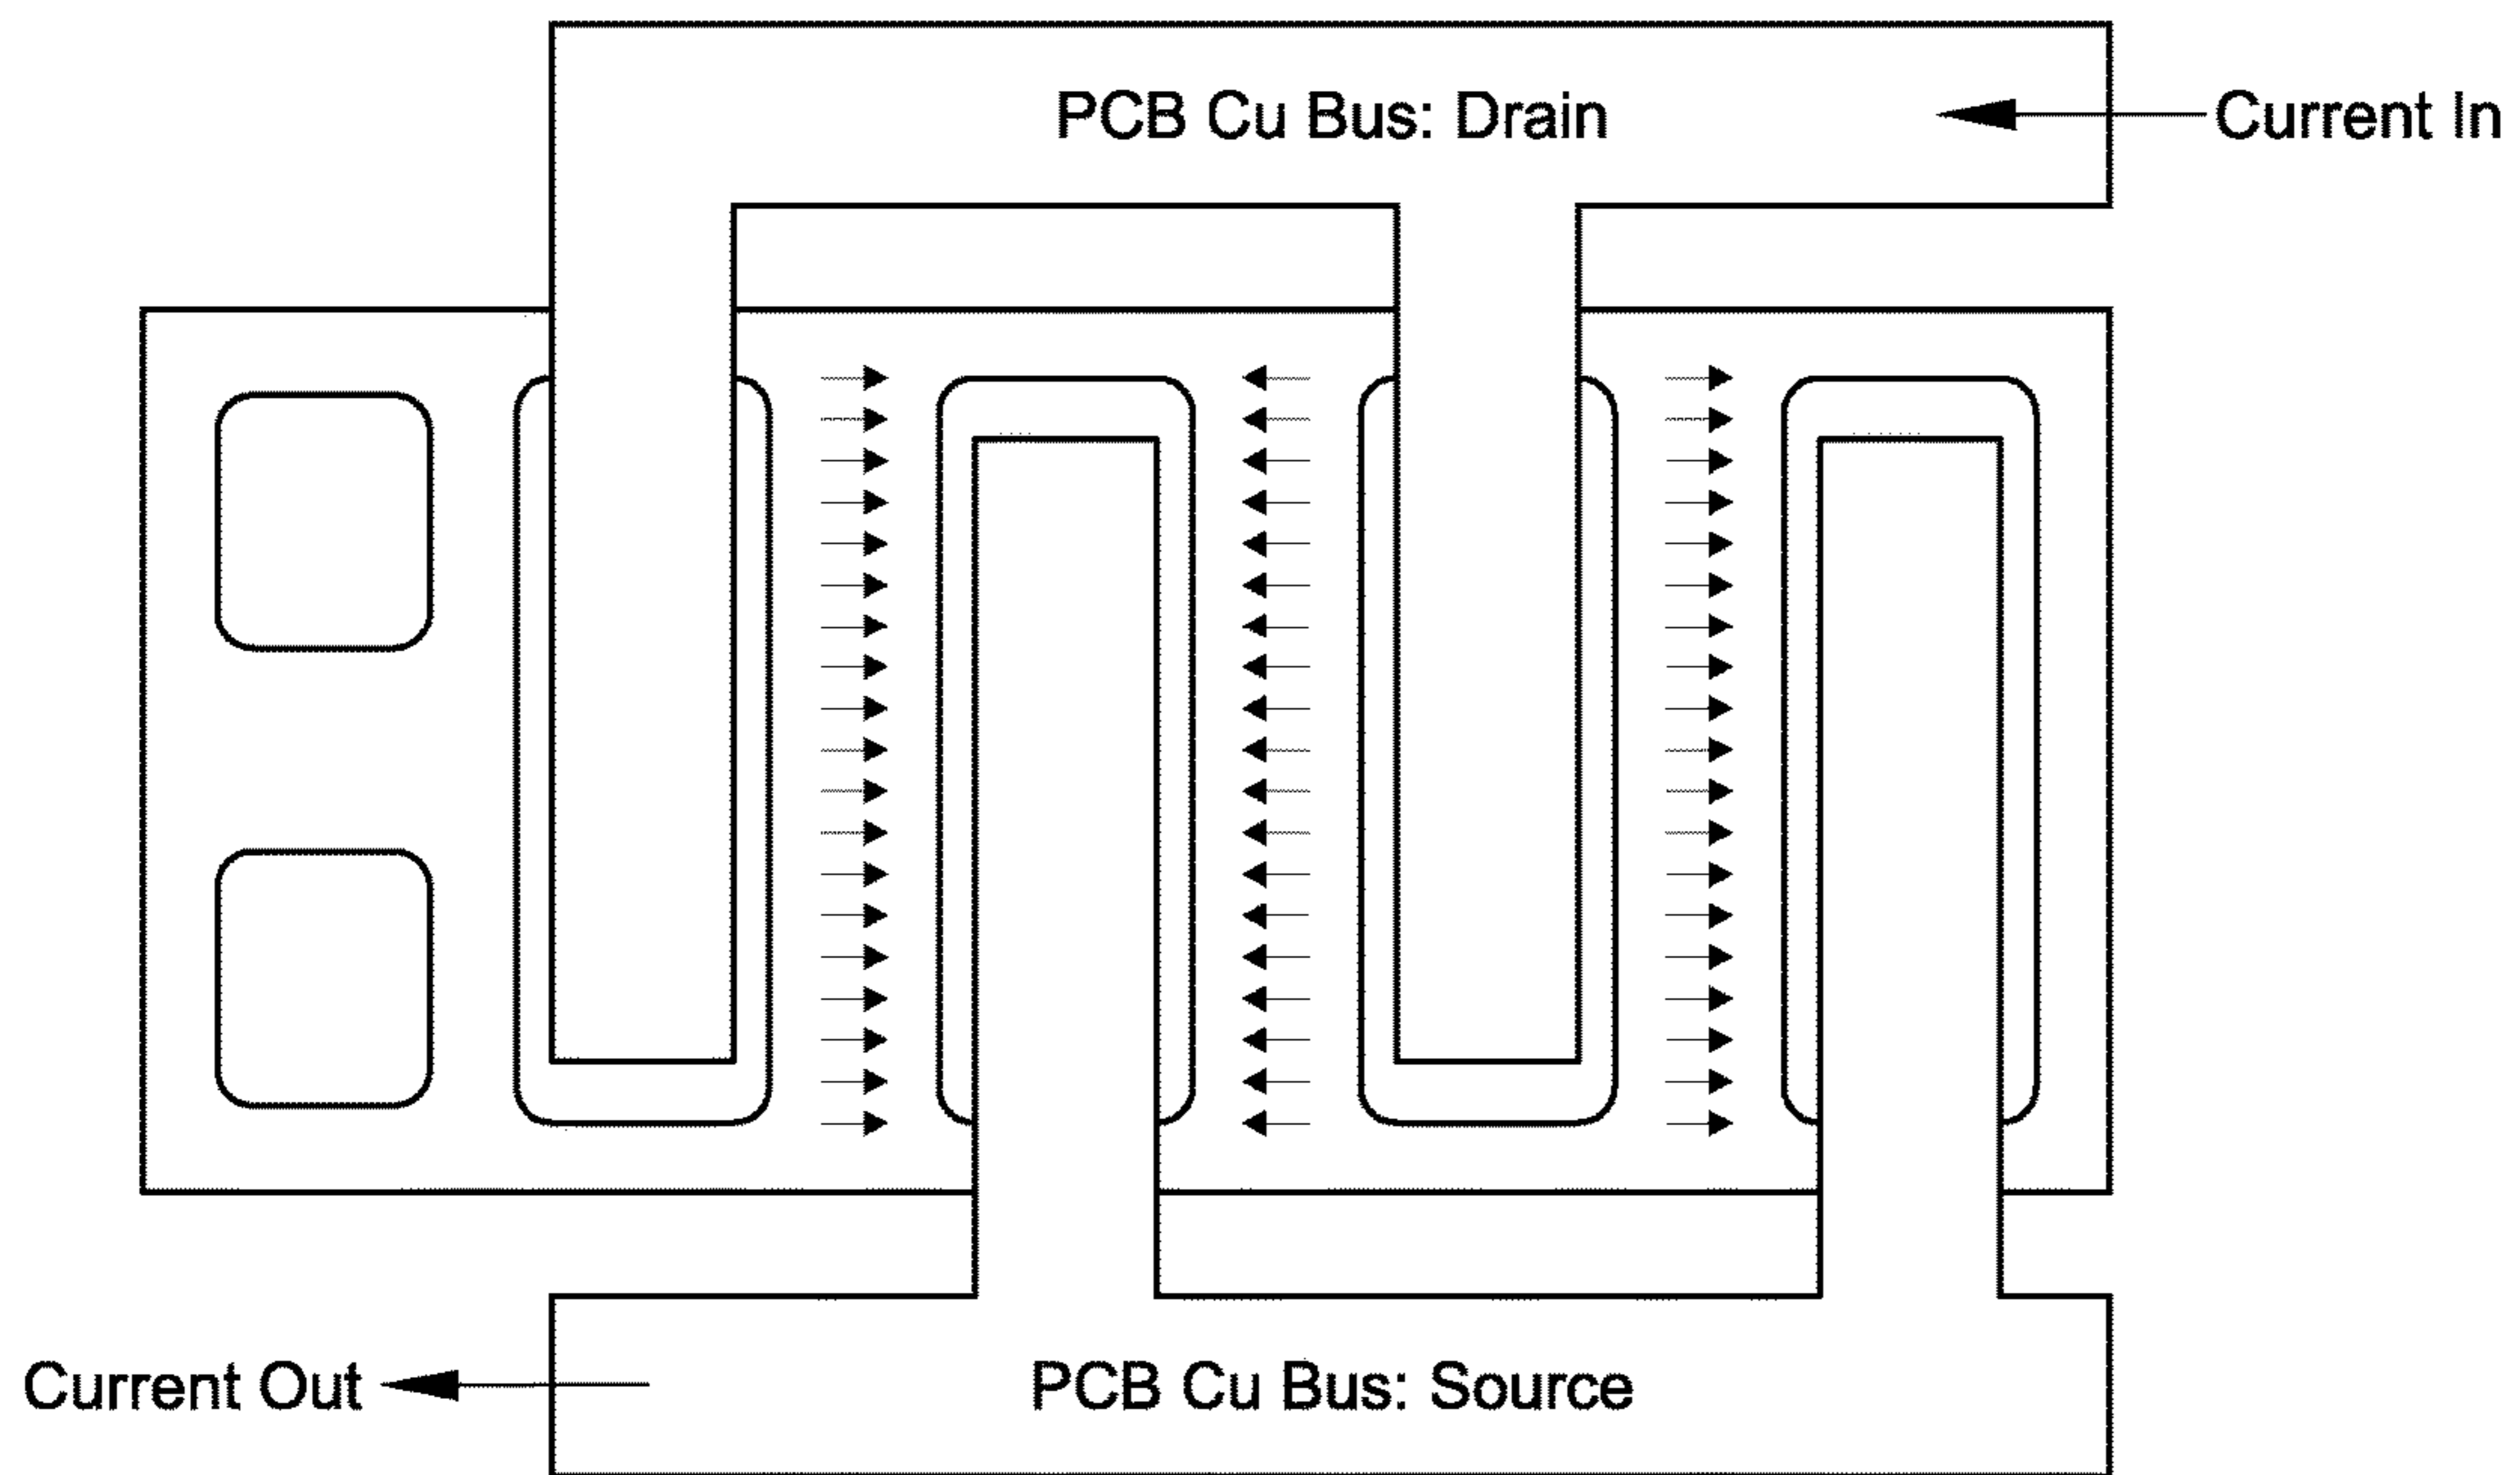 PCB Cu Bus: Drain
Current In
Current Out
PCB Cu Bus: Source